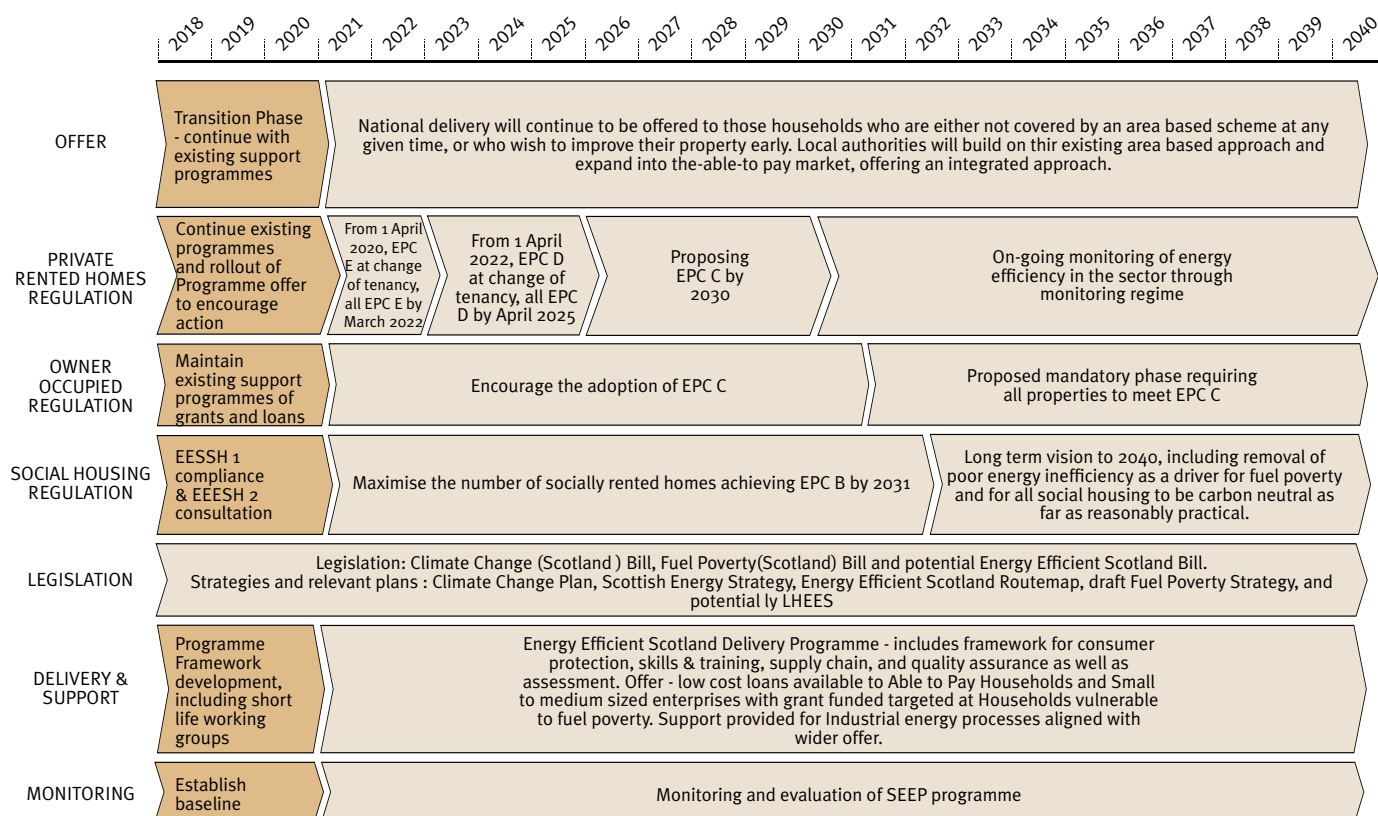 2018 2019 2020 2021 2022 2023 2024 2025 2026 2027 2028 2029 2030 2031 2032 2033 2034 2035 2036 2037 2038 2039 2040
OFFER
Transition Phase
- continue with
existing support
programmes
National delivery will continue to be offered to those households who are either not covered by an area based scheme at any
given time, or who wish to improve their property early. Local authorities will build on thir existing area based approach and
expand into the-able-to pay market, offering an integrated approach.
PRIVATE
RENTED HOMES
REGULATION
Continue existing
programmes
and rollout of
Programme offer
to encourage
action
From 1 April
2020, EPC
E at change
of tenancy,
all EPC E by
March 2022
From 1 April
2022, EPC D
at change of
tenancy, all EPC
D by April 2025
Proposing
EPC C by
2030
On-going monitoring of energy
efficiency in the sector through
monitoring regime
OWNER
OCCUPIED
REGULATION
Maintain
existing support
programmes of
grants and loans
Encourage the adoption of EPC C
Proposed mandatory phase requiring
all properties to meet EPC C
SOCIAL HOUSING
REGULATION
EESSH 1
compliance
& EEESH 2
consultation
Maximise the number of socially rented homes achieving EPC B by 2031
Long term vision to 2040, including removal of
poor energy inefficiency as a driver for fuel poverty
and for all social housing to be carbon neutral as
far as reasonably practical.
LEGISLATION
Legislation: Climate Change (Scotland ) Bill, Fuel Poverty(Scotland) Bill and potential Energy Efficient Scotland Bill.
Strategies and relevant plans : Climate Change Plan, Scottish Energy Strategy, Energy Efficient Scotland Routemap, draft Fuel Poverty Strategy, and
potential ly LHEES
DELIVERY &
SUPPORT
Programme
Framework
development,
including short
life working
groups
Energy Efficient Scotland Delivery Programme - includes framework for consumer
protection, skills & training, supply chain, and quality assurance as well as
assessment. Offer - low cost loans available to Able to Pay Households and Small
to medium sized enterprises with grant funded targeted at Households vulnerable
to fuel poverty. Support provided for Industrial energy processes aligned with
wider offer.
MONITORING
Establish
baseline
Monitoring and evaluation of SEEP programme